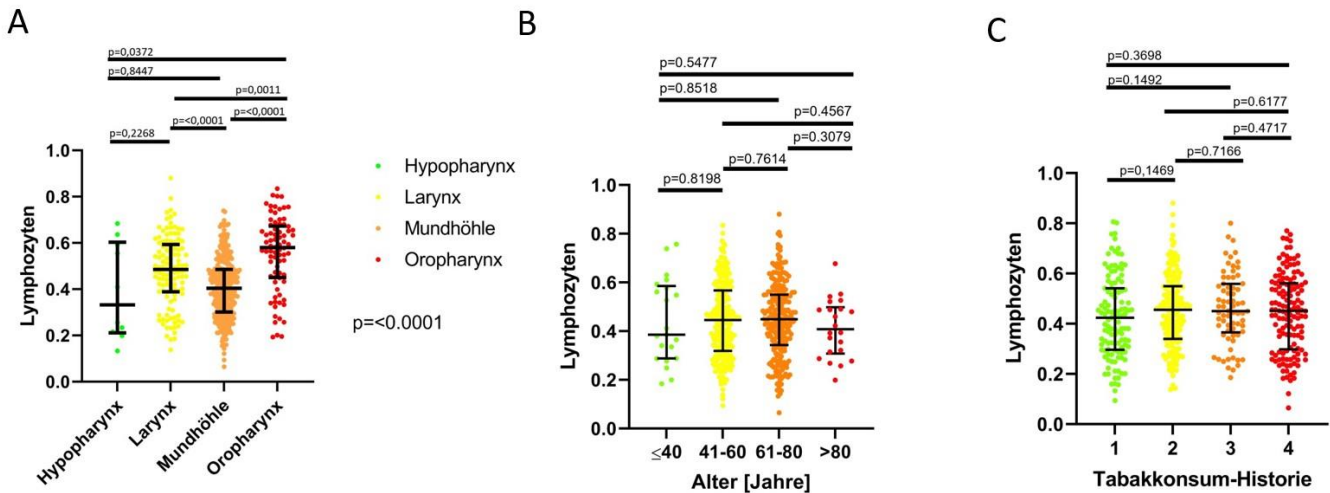 A
p=0,0372
p=0,8447
p=0,0011
p=<0,0001
p=0,2268
p=<0,0001
1.0
0.8
0.6
0.4
0.2
0.0
Lymphozyten
Hypopharynx
Larynx
Mundhöhle
Oropharynx
Hypopharynx
Larynx
Mundhöhle
Oropharynx
p=<0.0001
B
p=0.5477
p=0.8518
p=0.4567
p=0.3079
p=0.7614
p=0.8198
1.0
0.8
0.6
0.4
0.2
0.0
Lymphozyten
≤40 41-60 61-80 >80
Alter [Jahre]
C
p=0.3698
p=0.1492
p=0.6177
p=0.4717
p=0.7166
p=0,1469
1.0
0.8
0.6
0.4
0.2
0.0
Lymphozyten
1 2 3 4
Tabakkonsum-Historie